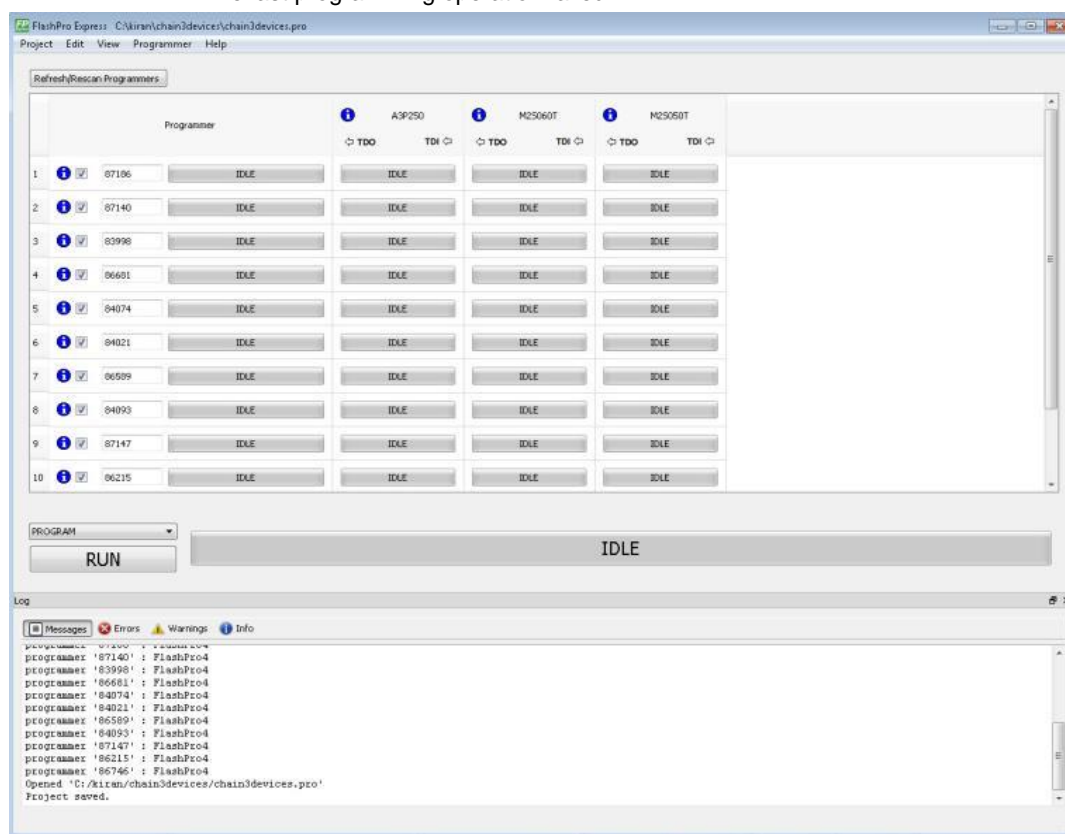 FlashPro Express C:\kiran\chain3devices\chain3devices.pro
Project Edit View Programmer Help
Refresh/Rescan Programmers
Programmer A3P250 M2S060T M2S050T
TDO TDI TDO TDI TDO TDI
1 87186 IDLE IDLE IDLE IDLE
2 87140 IDLE IDLE IDLE IDLE
3 83998 IDLE IDLE IDLE IDLE
4 86681 IDLE IDLE IDLE IDLE
5 84074 IDLE IDLE IDLE IDLE
6 84021 IDLE IDLE IDLE IDLE
7 86589 IDLE IDLE IDLE IDLE
8 84093 IDLE IDLE IDLE IDLE
9 87147 IDLE IDLE IDLE IDLE
10 86215 IDLE IDLE IDLE IDLE
PROGRAM
RUN IDLE
Log
Messages Errors Warnings Info
programmer '87140' : FlashPro4
programmer '83998' : FlashPro4
programmer '86681' : FlashPro4
programmer '84074' : FlashPro4
programmer '84021' : FlashPro4
programmer '86589' : FlashPro4
programmer '84093' : FlashPro4
programmer '87147' : FlashPro4
programmer '86215' : FlashPro4
programmer '86746' : FlashPro4
Opened 'C:/kiran/chain3devices/chain3devices.pro'
Project saved.